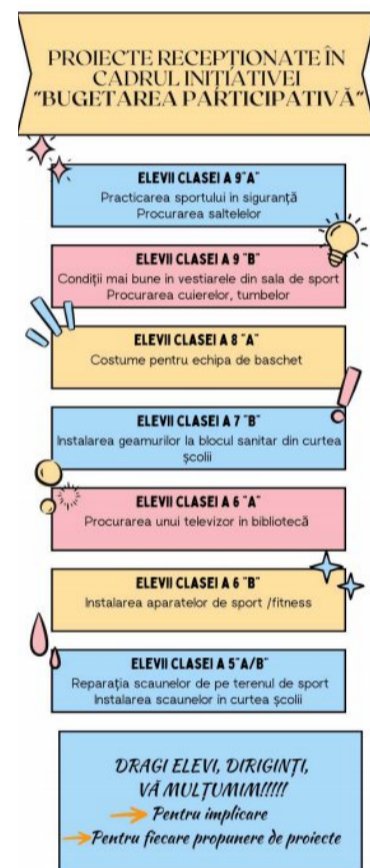 PROIECTE RECEPȚIONATE ÎN
CADRUL INIȚIATIVEI
"BUGETAREA PARTICIPATIVĂ"
ELEVII CLASEI A 9"A"
Practicarea sportului in siguranță
Procurarea saltelelor
ELEVII CLASEI A 9 "B"
Condiții mai bune in vestiarele din sala de sport
Procurarea cuierelor, tumbelor
ELEVII CLASEI A 8 "A"
Costume pentru echipa de baschet
ELEVII CLASEI A 7 "B"
Instalarea geamurilor la blocul sanitar din curtea
școlii
ELEVII CLASEI A 6 "A"
Procurarea unui televizor in bibliotecă
ELEVII CLASEI A 6 "B"
Instalarea aparatelor de sport /fitness
ELEVII CLASEI A 5"A/B"
Reparația scaunelor de pe terenul de sport
Instalarea scaunelor in curtea școlii
DRAGI ELEVI, DIRIGINȚI,
VĂ MULȚUMIM!!!!!
Pentru implicare
Pentru fiecare propunere de proiecte